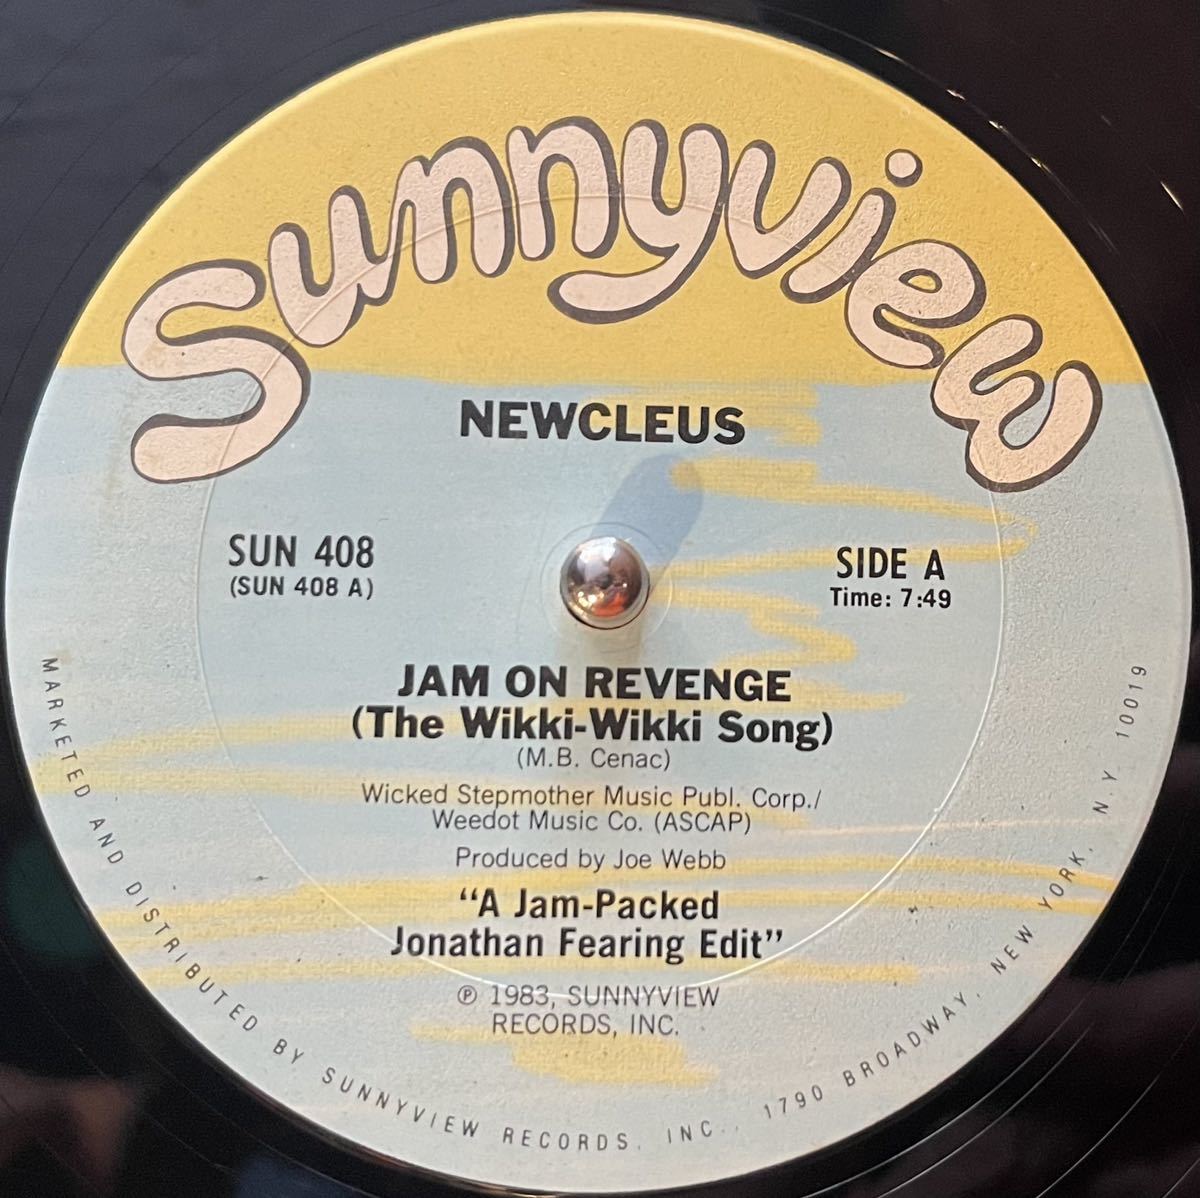 Sunnyview
NEWCLEUS
SUN 408
(SUN 408 A)
SIDE A
Time: 7:49
JAM ON REVENGE
(The Wikki-Wikki Song)
(M.B. Cenac)
Wicked Stepmother Music Publ. Corp./
Weedot Music Co. (ASCAP)
Produced by Joe Webb
“A Jam-Packed
Jonathan Fearing Edit”
℗ 1983, SUNNYVIEW
RECORDS, INC.
MARKETED AND DISTRIBUTED BY SUNNYVIEW RECORDS, INC., 1790 BROADWAY, NEW YORK, N.Y. 10019